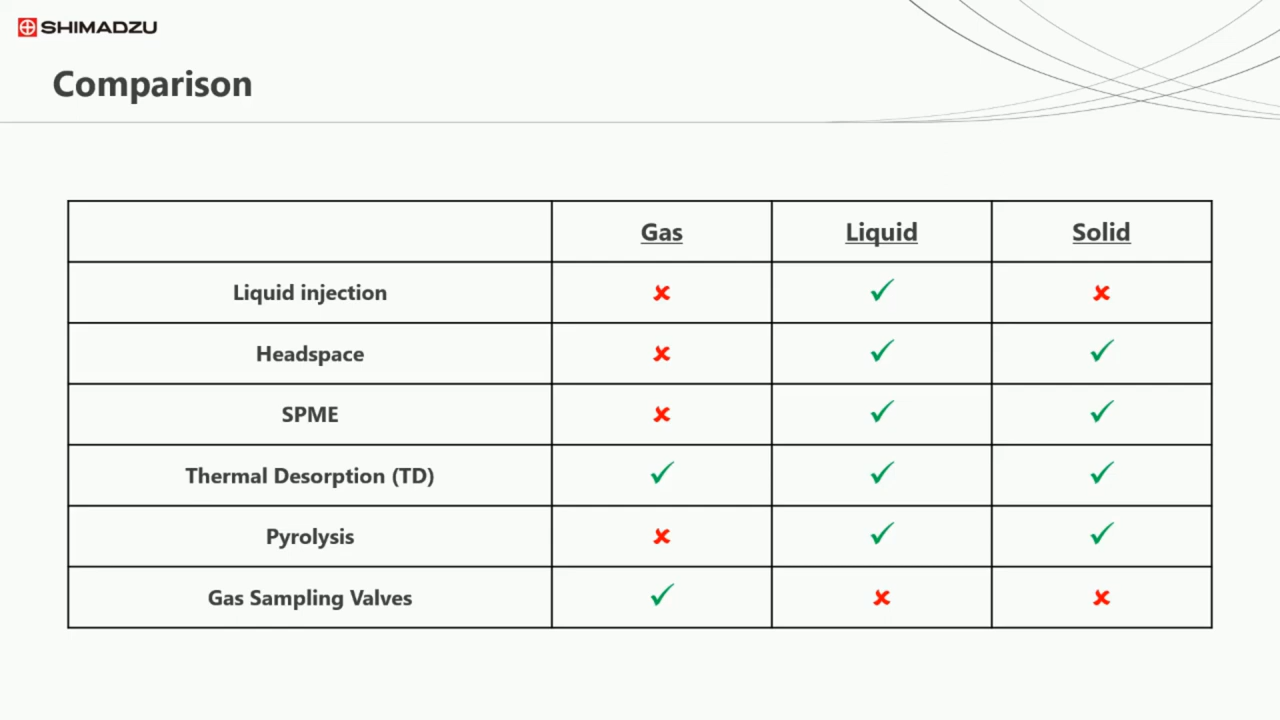 SHIMADZU
Comparison
Gas Liquid Solid
Liquid injection ✘ ✓ ✘
Headspace ✘ ✓ ✓
SPME ✘ ✓ ✓
Thermal Desorption (TD) ✓ ✓ ✓
Pyrolysis ✘ ✓ ✓
Gas Sampling Valves ✓ ✘ ✘